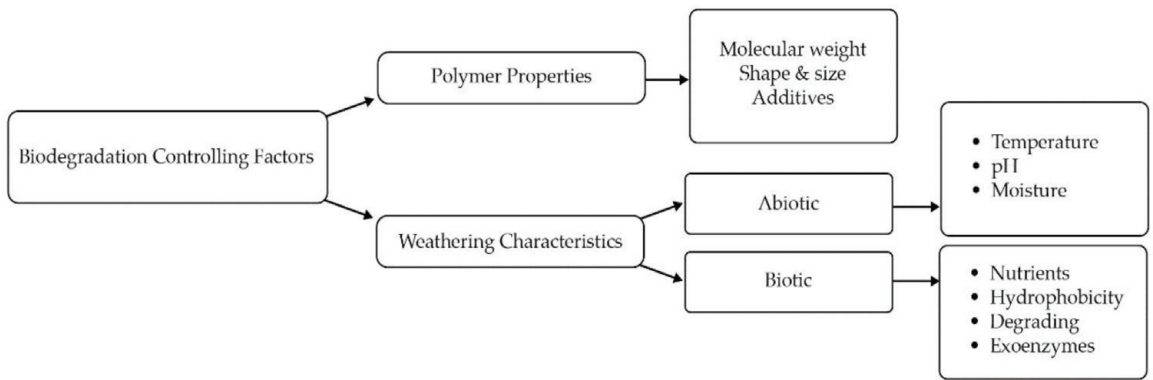 Biodegradation Controlling Factors
Polymer Properties
Molecular weight
Shape & size
Additives
Weathering Characteristics
Abiotic
• Temperature
• pH
• Moisture
Biotic
• Nutrients
• Hydrophobicity
• Degrading
• Exoenzymes